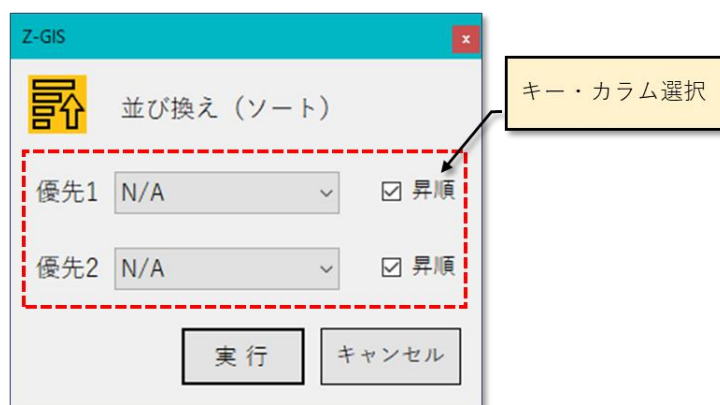 Z-GIS
x
並び換え（ソート）
キー・カラム選択
優先1 N/A 昇順
優先2 N/A 昇順
実行 キャンセル